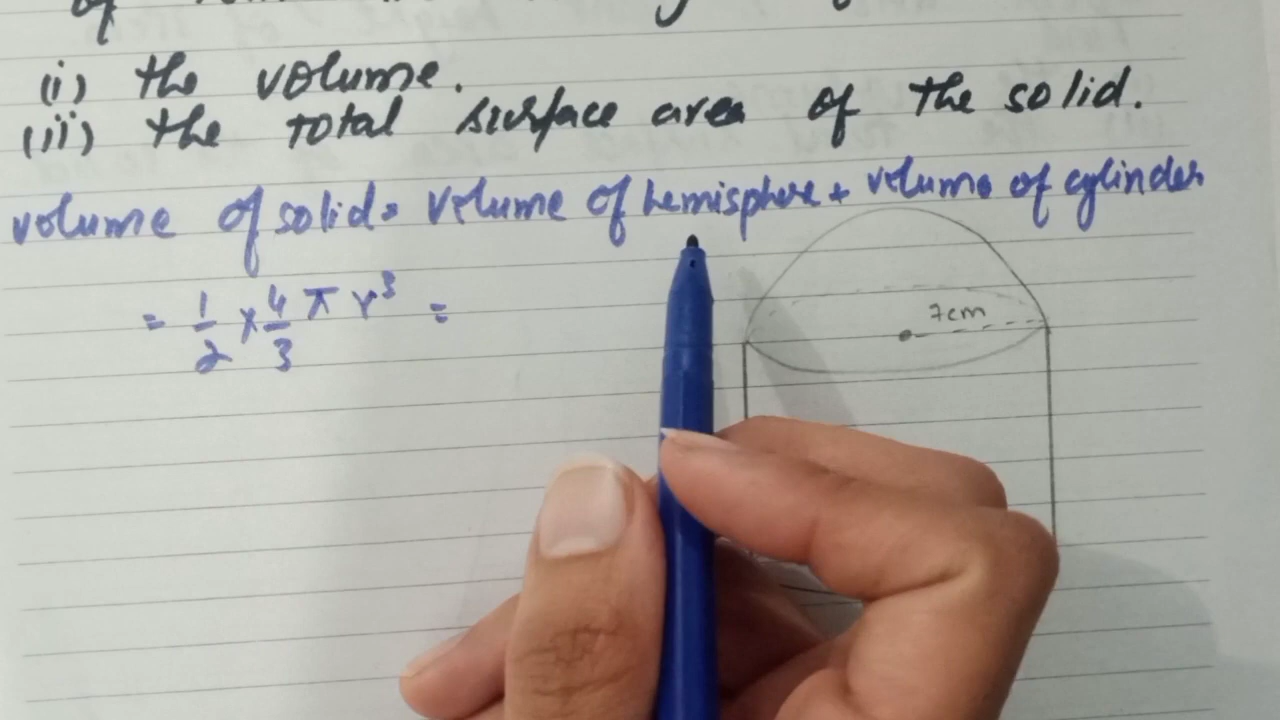 of
(i) the volume.
(ii) the total surface area of the solid.
volume of solid = volume of hemisphere + volume of cylinder
= 1/2 × 4/3 π r³ =
7cm